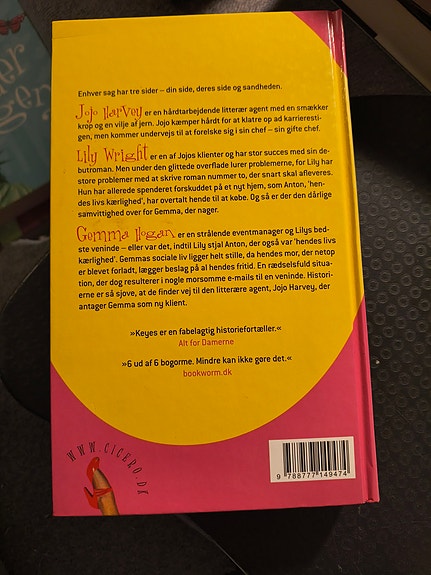 Enhver sag har tre sider – din side, deres side og sandheden.
Jojo Harvey er en hårdtarbejdende litterær agent med en smækker
krop og en vilje af jern. Jojo kæmper hårdt for at klatre op ad karrieresti-
gen, men kommer undervejs til at forelske sig i sin chef – sin gifte chef.
Lily Wright er en af Jojos klienter og har stor succes med sin de-
butroman. Men under den glittede overflade lurer problemerne, for Lily har
store problemer med at skrive roman nummer to, der snart skal afleveres.
Hun har allerede spenderet forskuddet på et nyt hjem, som Anton, 'hen-
des livs kærlighed', har overtalt hende til at købe. Og så er der den dårlige
samvittighed over for Gemma, der nager.
Gemma Hogan er en strålende eventmanager og Lilys bed-
ste veninde – eller var det, indtil Lily stjal Anton, der også var 'hendes livs
kærlighed'. Gemmas sociale liv ligger helt stille, da hendes mor, der netop
er blevet forladt, lægger beslag på al hendes fritid. En rædselsfuld situa-
tion, der dog resulterer i nogle morsomme e-mails til en veninde. Histori-
erne er så sjove, at de finder vej til den litterære agent, Jojo Harvey, der
antager Gemma som ny klient.
»Keyes er en fabelagtig historiefortæller.«
Alt for Damerne
»6 ud af 6 bogorme. Mindre kan ikke gøre det.«
bookworm.dk
WWW.CICERO.DK
9 788777 149474